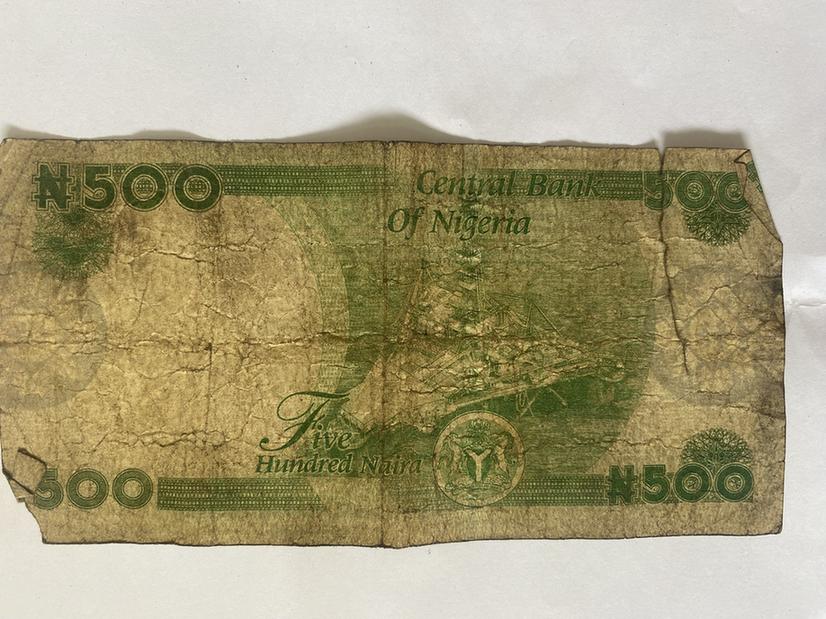 ₦500
Central Bank
Of Nigeria
500
Five
Hundred Naira
500
₦500